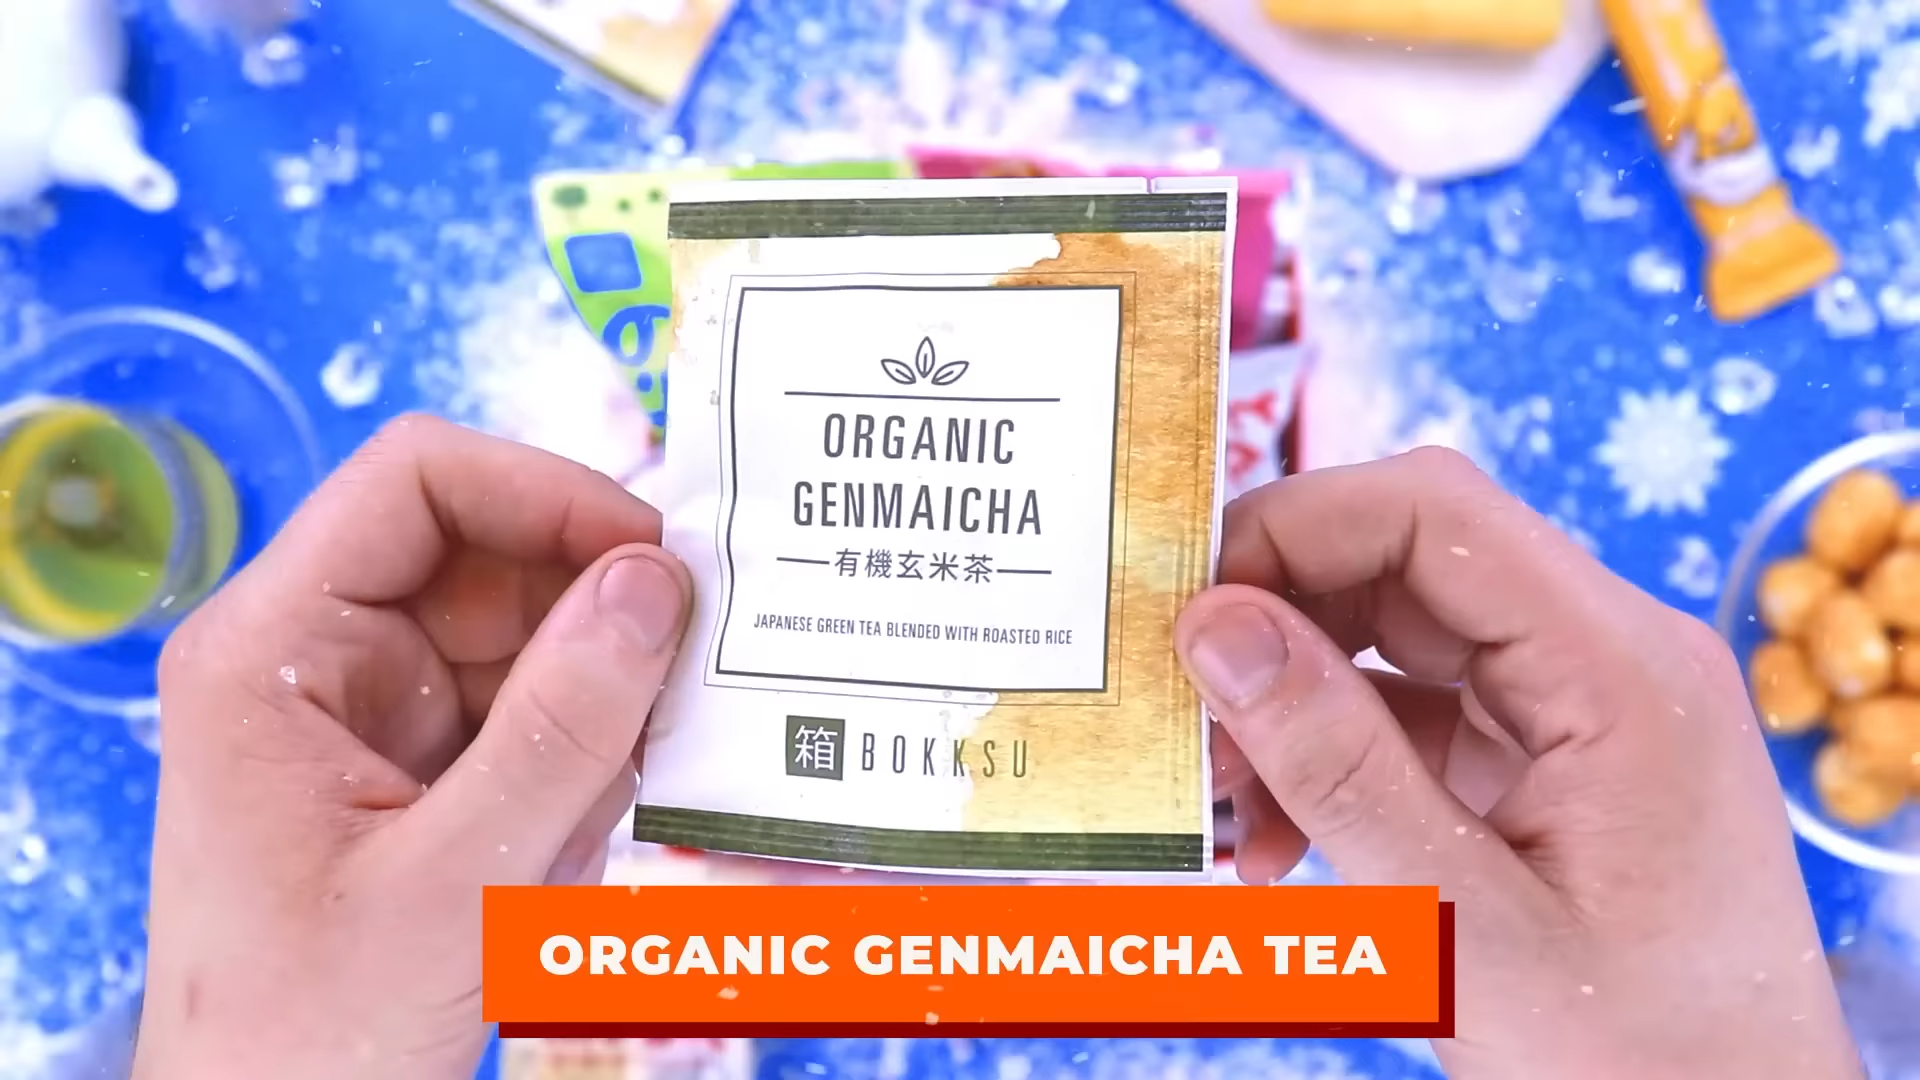 ORGANIC
GENMAICHA
有機玄米茶
JAPANESE GREEN TEA BLENDED WITH ROASTED RICE
箱 BOKKSU
ORGANIC GENMAICHA TEA